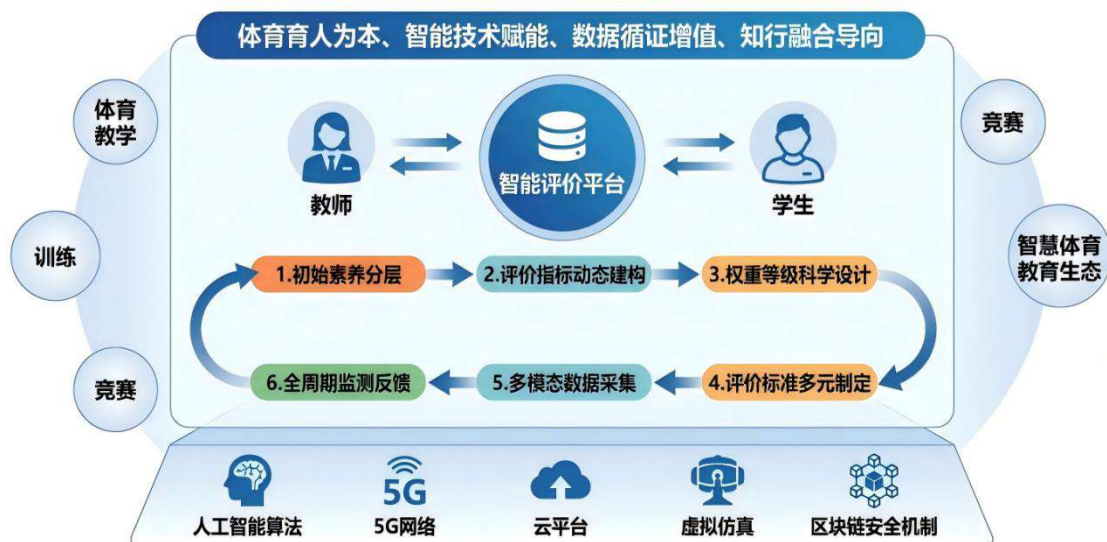 体育育人为本、智能技术赋能、数据循证增值、知行融合导向
体育
教学
训练
竞赛
教师
智能评价平台
学生
1.初始素养分层
2.评价指标动态建构
3.权重等级科学设计
6.全周期监测反馈
5.多模态数据采集
4.评价标准多元制定
竞赛
智慧体育
教育生态
人工智能算法
5G
5G网络
云平台
虚拟仿真
区块链安全机制